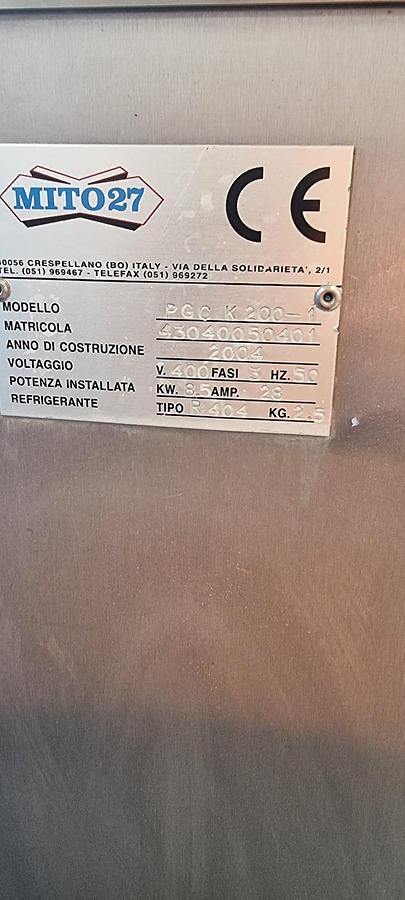 MITO27
CE
40056 CRESPELLANO (BO) ITALY - VIA DELLA SOLIDARIETA', 2/1
TEL. (051) 969467 - TELEFAX (051) 969272
MODELLO PGC K 200-1
MATRICOLA 43040050401
ANNO DI COSTRUZIONE 2004
VOLTAGGIO V. 400 FASI 3 HZ. 50
POTENZA INSTALLATA KW. 8.5 AMP. 28
REFRIGERANTE TIPO R 404 KG. 2.5